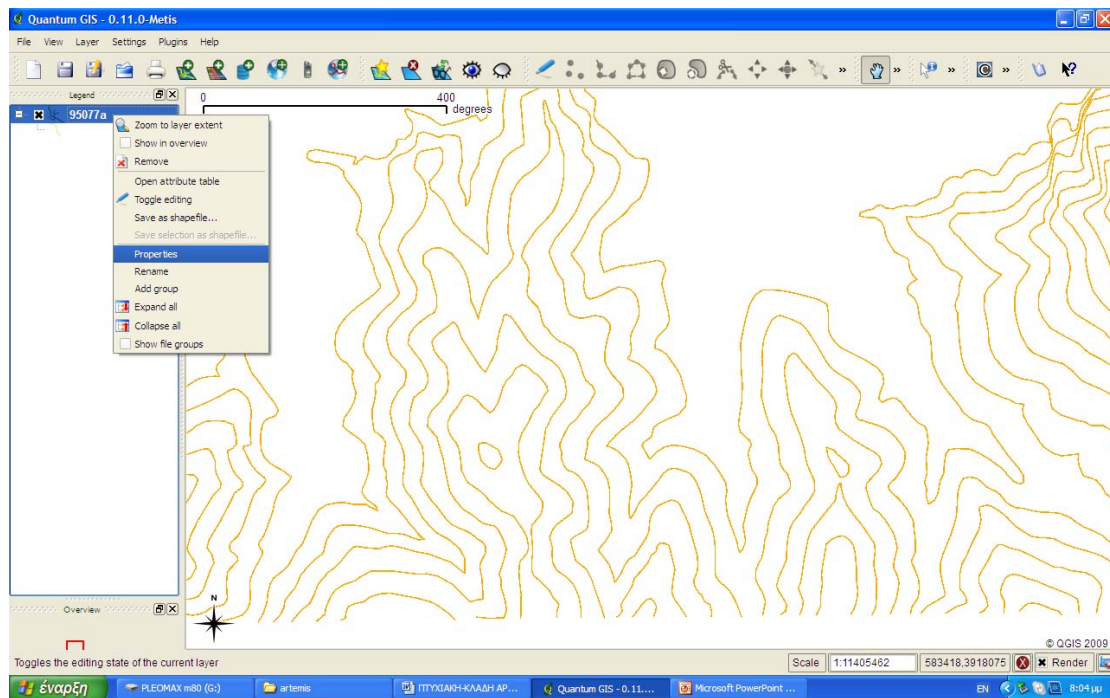 Quantum GIS - 0.11.0-Metis
File View Layer Settings Plugins Help
Legend
95077a
0 400
degrees
Zoom to layer extent
Show in overview
Remove
Open attribute table
Toggle editing
Save as shapefile...
Save selection as shapefile...
Properties
Rename
Add group
Expand all
Collapse all
Show file groups
Overview
N
© QGIS 2009
Toggles the editing state of the current layer
Scale 1:11405462 583418,3918075 Render
έναρξη PLEOMAX m80 (G:) artemis ΠΤΥΧΙΑΚΗ-ΚΛΑΔΗ ΑΡ... Quantum GIS - 0.11.... Microsoft PowerPoint ... EN 8:04 μμ